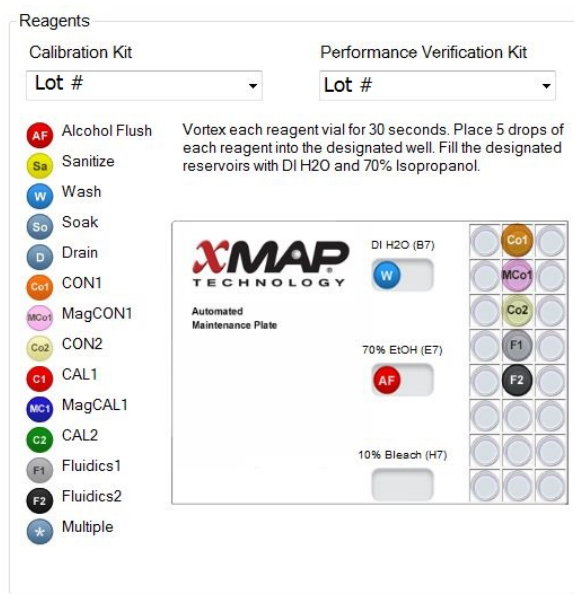 Reagents
Calibration Kit
Performance Verification Kit
Lot #
Lot #
AF Alcohol Flush
Sa Sanitize
W Wash
So Soak
D Drain
Co1 CON1
MCo1 MagCON1
Co2 CON2
C1 CAL1
MC1 MagCAL1
C2 CAL2
F1 Fluidics1
F2 Fluidics2
* Multiple
Vortex each reagent vial for 30 seconds. Place 5 drops of
each reagent into the designated well. Fill the designated
reservoirs with DI H2O and 70% Isopropanol.
xMAP®
TECHNOLOGY
Automated
Maintenance Plate
DI H2O (B7)
W
70% EtOH (E7)
AF
10% Bleach (H7)
Co1
MCo1
Co2
F1
F2